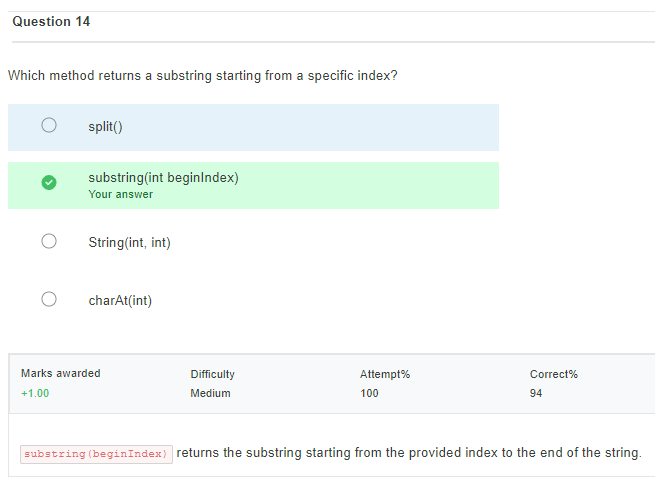 Question 14
Which method returns a substring starting from a specific index?
split()
substring(int beginIndex)
Your answer
String(int, int)
charAt(int)
Marks awarded Difficulty Attempt% Correct%
+1.00 Medium 100 94
substring(beginIndex) returns the substring starting from the provided index to the end of the string.